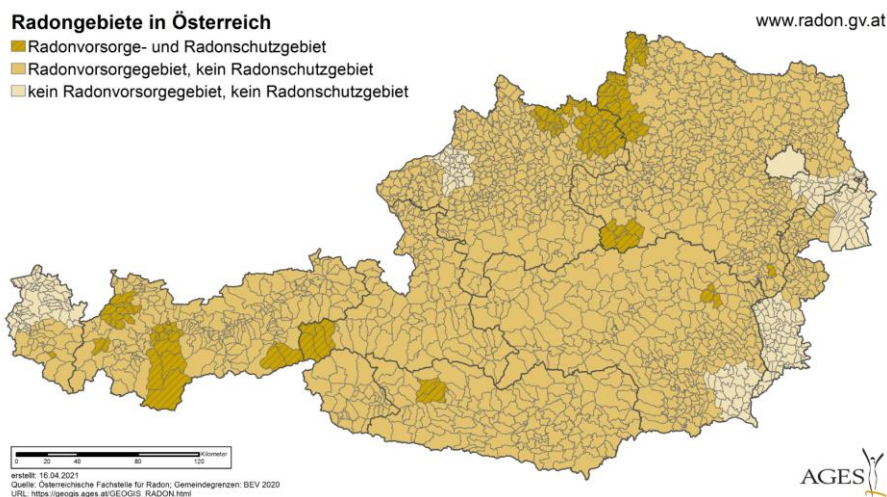 Radongebiete in Österreich
www.radon.gv.at
Radonvorsorge- und Radonschutzgebiet
Radonvorsorgegebiet, kein Radonschutzgebiet
kein Radonvorsorgegebiet, kein Radonschutzgebiet
Kilometer
0 20 40 80 120
erstellt: 16.04.2021
Quelle: Österreichische Fachstelle für Radon; Gemeindegrenzen: BEV 2020
URL: https://geogis.ages.at/GEOGIS_RADON.html
AGES